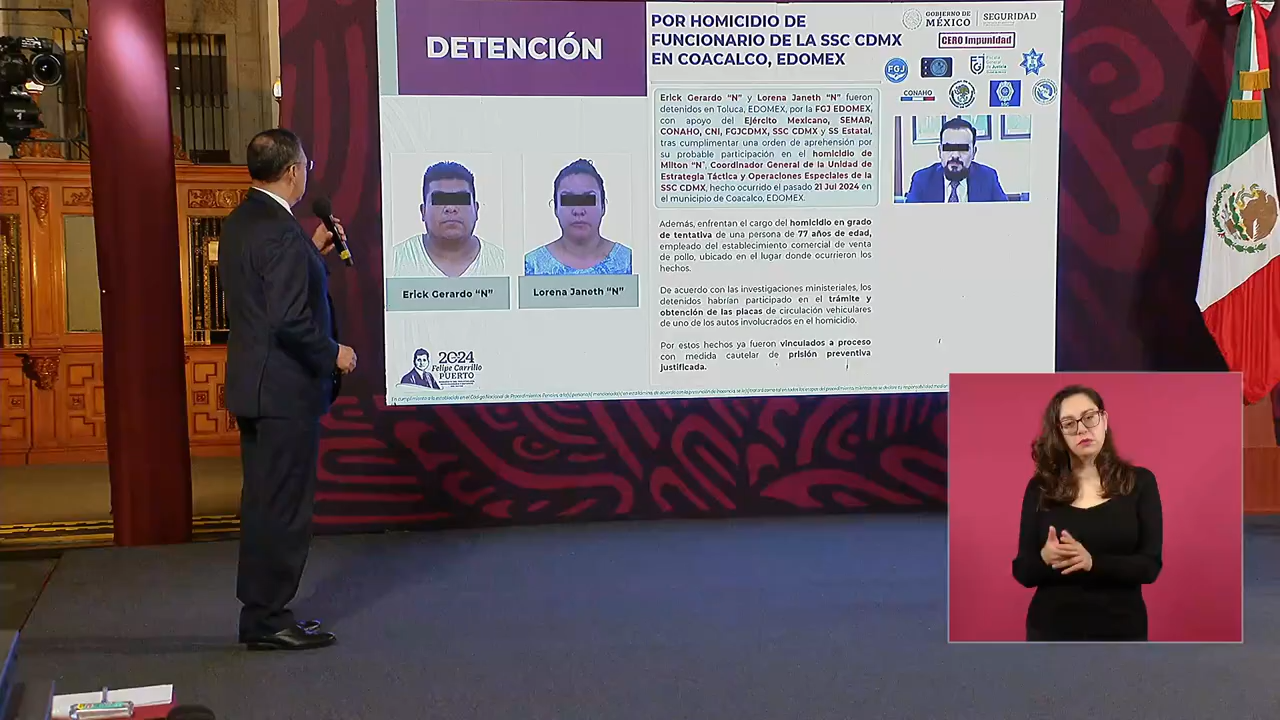 DETENCIÓN
POR HOMICIDIO DE
FUNCIONARIO DE LA SSC CDMX
EN COACALCO, EDOMEX
GOBIERNO DE
MÉXICO
SEGURIDAD
CERO Impunidad
FGJ
CONAHO
Erick Gerardo “N” y Lorena Janeth “N” fueron
detenidos en Toluca, EDOMEX, por la FGJ EDOMEX,
con apoyo del Ejército Mexicano, SEMAR,
CONAHO, CNI, FGJCDMX, SSC CDMX y SS Estatal,
tras cumplimentar una orden de aprehensión por
su probable participación en el homicidio de
Milton “N”, Coordinador General de la Unidad de
Estrategia Táctica y Operaciones Especiales de la
SSC CDMX, hecho ocurrido el pasado 21 Jul 2024 en
el municipio de Coacalco, EDOMEX.
Además, enfrentan el cargo del homicidio en grado
de tentativa de una persona de 77 años de edad,
empleado del establecimiento comercial de venta
de pollo, ubicado en el lugar donde ocurrieron los
hechos.
De acuerdo con las investigaciones ministeriales, los
detenidos habrían participado en el trámite y
obtención de las placas de circulación vehiculares
de uno de los autos involucrados en el homicidio.
Por estos hechos ya fueron vinculados a proceso
con medida cautelar de prisión preventiva
justificada.
Erick Gerardo “N”
Lorena Janeth “N”
2024
Felipe Carrillo
PUERTO